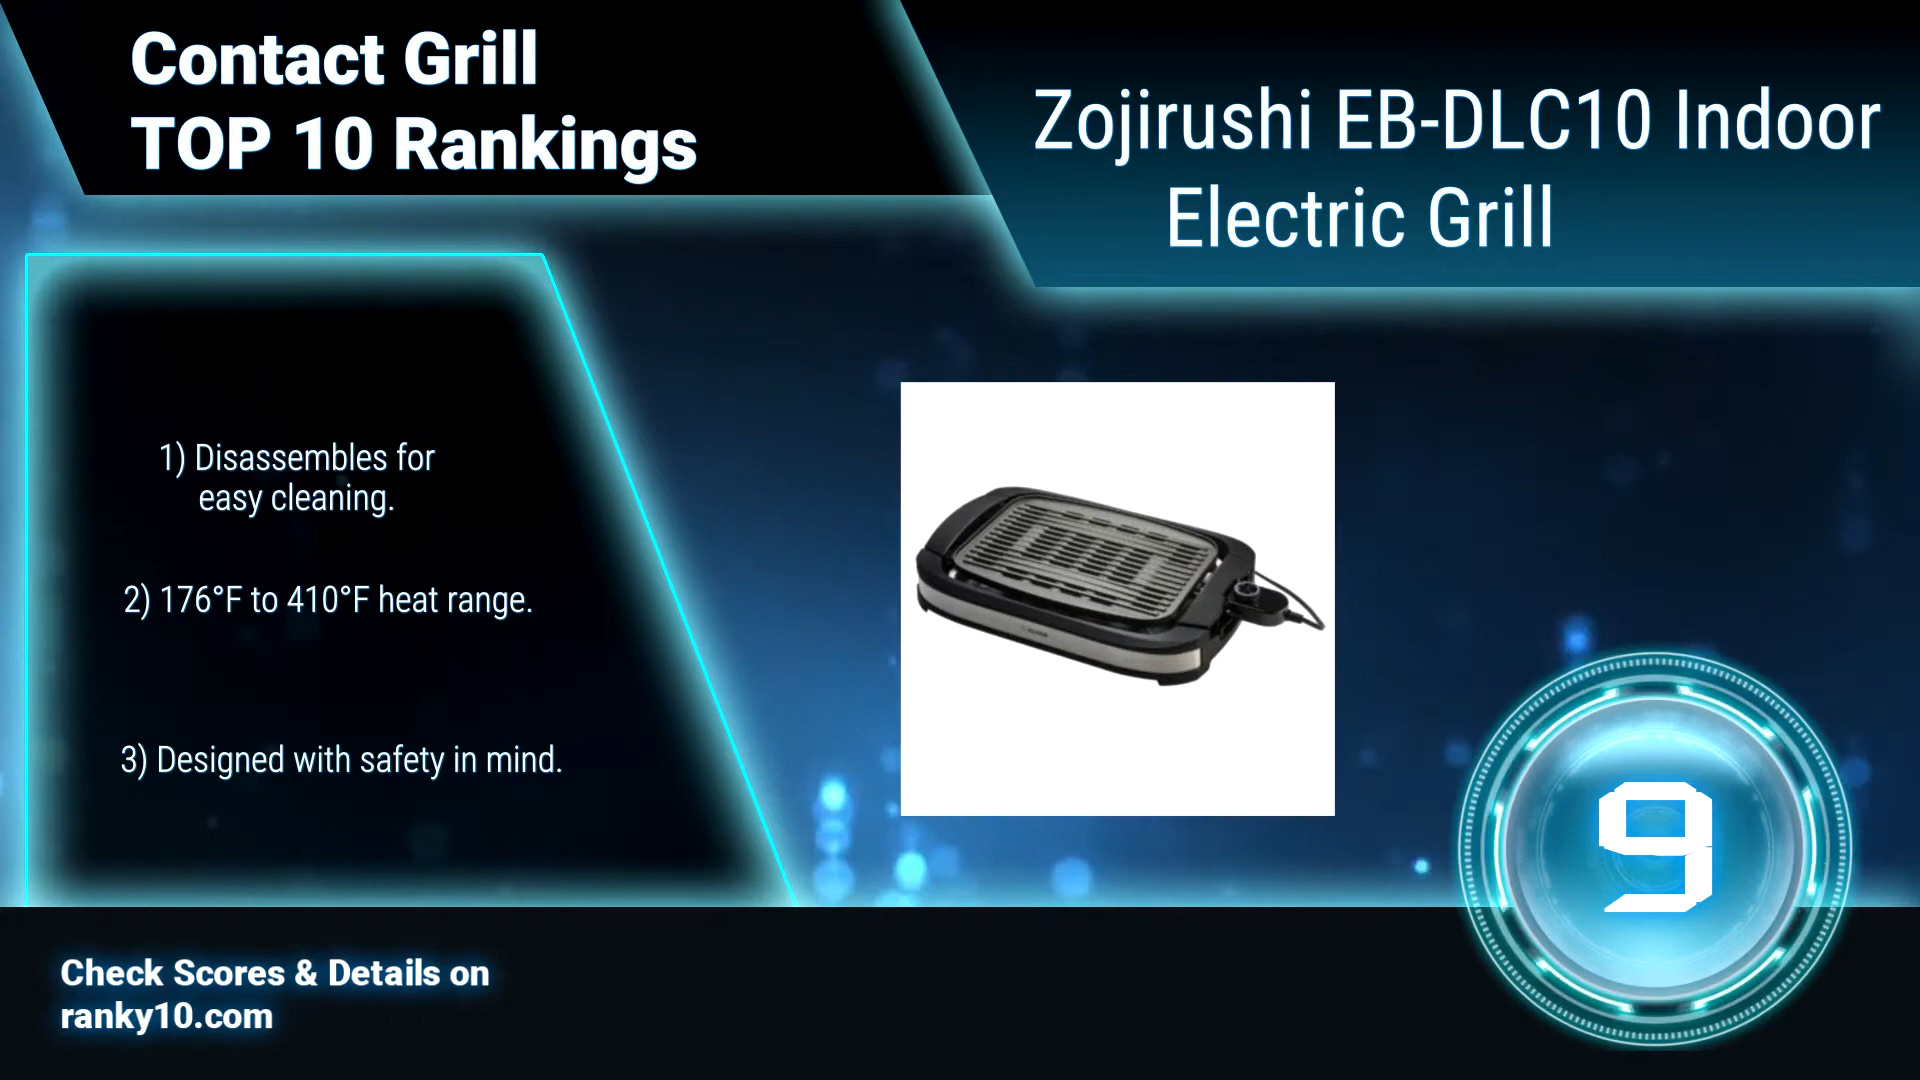 Contact Grill
TOP 10 Rankings
Zojirushi EB-DLC10 Indoor
Electric Grill
1) Disassembles for
easy cleaning.
2) 176°F to 410°F heat range.
3) Designed with safety in mind.
9
Check Scores & Details on
ranky10.com